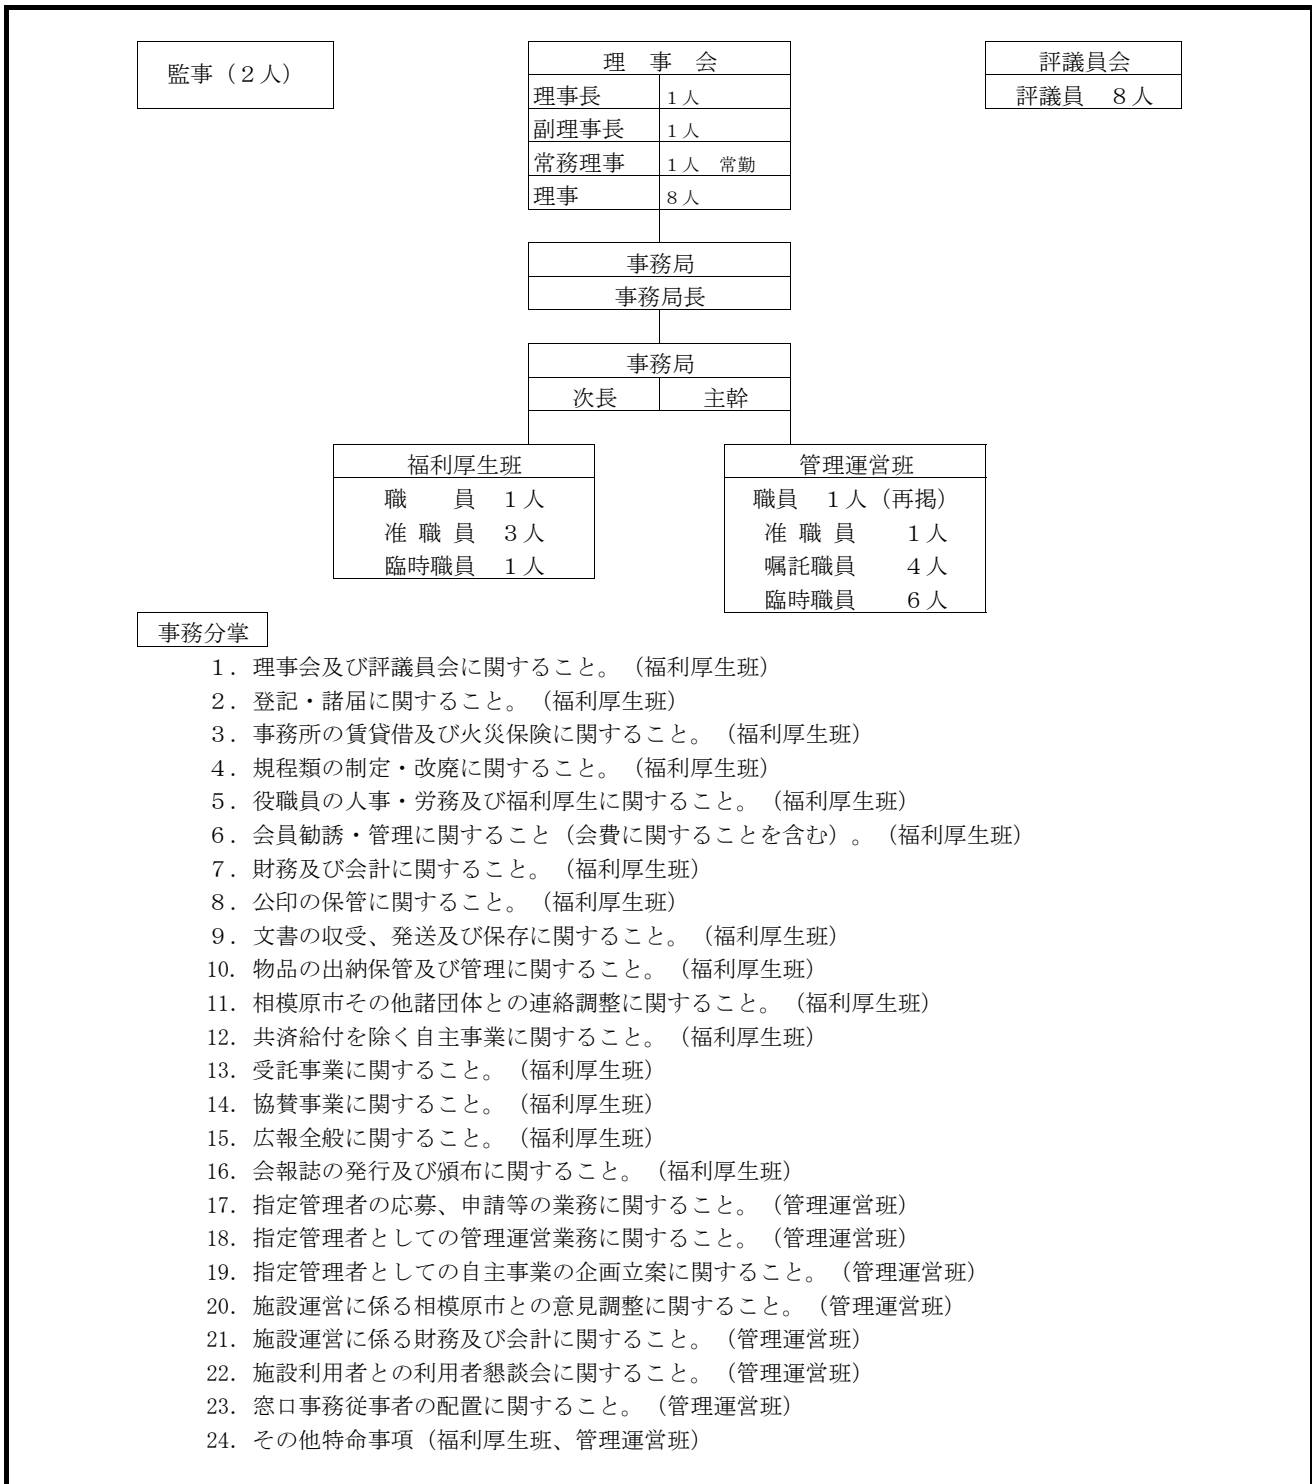 監事（２人）
理　事　会
理事長　１人
副理事長　１人
常務理事　１人　常勤
理事　８人
評議員会
評議員　８人
事務局
事務局長
事務局
次長　主幹
福利厚生班
職　　員　１人
准 職 員　３人
臨時職員　１人
管理運営班
職員　１人（再掲）
准 職 員　１人
嘱託職員　４人
臨時職員　６人
事務分掌
１．理事会及び評議員会に関すること。（福利厚生班）
２．登記・諸届に関すること。（福利厚生班）
３．事務所の賃貸借及び火災保険に関すること。（福利厚生班）
４．規程類の制定・改廃に関すること。（福利厚生班）
５．役職員の人事・労務及び福利厚生に関すること。（福利厚生班）
６．会員勧誘・管理に関すること（会費に関することを含む）。（福利厚生班）
７．財務及び会計に関すること。（福利厚生班）
８．公印の保管に関すること。（福利厚生班）
９．文書の収受、発送及び保存に関すること。（福利厚生班）
10．物品の出納保管及び管理に関すること。（福利厚生班）
11．相模原市その他諸団体との連絡調整に関すること。（福利厚生班）
12．共済給付を除く自主事業に関すること。（福利厚生班）
13．受託事業に関すること。（福利厚生班）
14．協賛事業に関すること。（福利厚生班）
15．広報全般に関すること。（福利厚生班）
16．会報誌の発行及び頒布に関すること。（福利厚生班）
17．指定管理者の応募、申請等の業務に関すること。（管理運営班）
18．指定管理者としての管理運営業務に関すること。（管理運営班）
19．指定管理者としての自主事業の企画立案に関すること。（管理運営班）
20．施設運営に係る相模原市との意見調整に関すること。（管理運営班）
21．施設運営に係る財務及び会計に関すること。（管理運営班）
22．施設利用者との利用者懇談会に関すること。（管理運営班）
23．窓口事務従事者の配置に関すること。（管理運営班）
24．その他特命事項（福利厚生班、管理運営班）